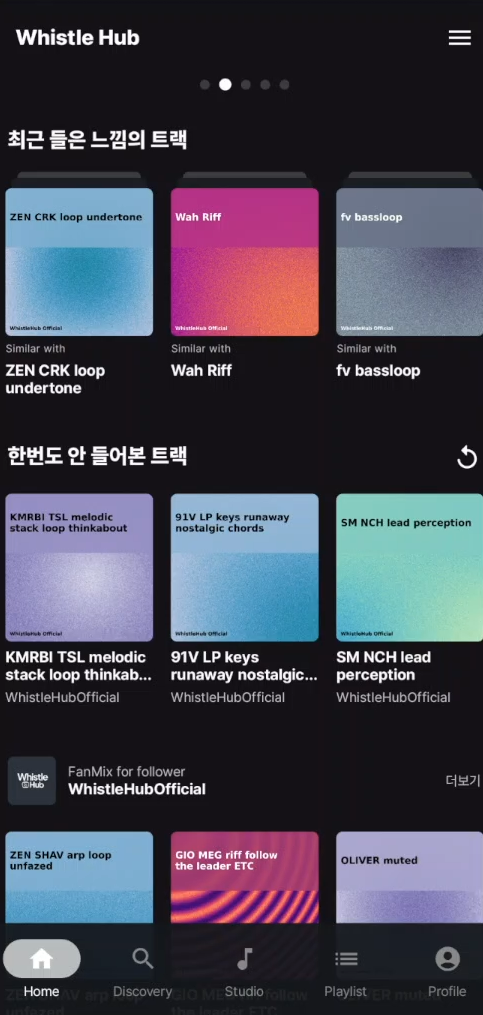 Whistle Hub
최근 들은 느낌의 트랙
ZEN CRK loop undertone
WhistleHub Official
Wah Riff
WhistleHub Official
fv bassloop
WhistleHub Official
Similar with
ZEN CRK loop
undertone
Similar with
Wah Riff
Similar with
fv bassloop
한번도 안 들어본 트랙
KMRBI TSL melodic
stack loop thinkabout
WhistleHub Official
91V LP keys runaway
nostalgic chords
WhistleHub Official
SM NCH lead perception
WhistleHub Official
KMRBI TSL melodic
stack loop thinkab...
WhistleHubOfficial
91V LP keys
runaway nostalgic...
WhistleHubOfficial
SM NCH lead
perception
WhistleHubOfficial
Whistle
Hub
FanMix for follower
WhistleHubOfficial
더보기
ZEN SHAV arp loop
unfazed
GIO MEG riff follow
the leader ETC
OLIVER muted
Home
Discovery
Studio
Playlist
Profile